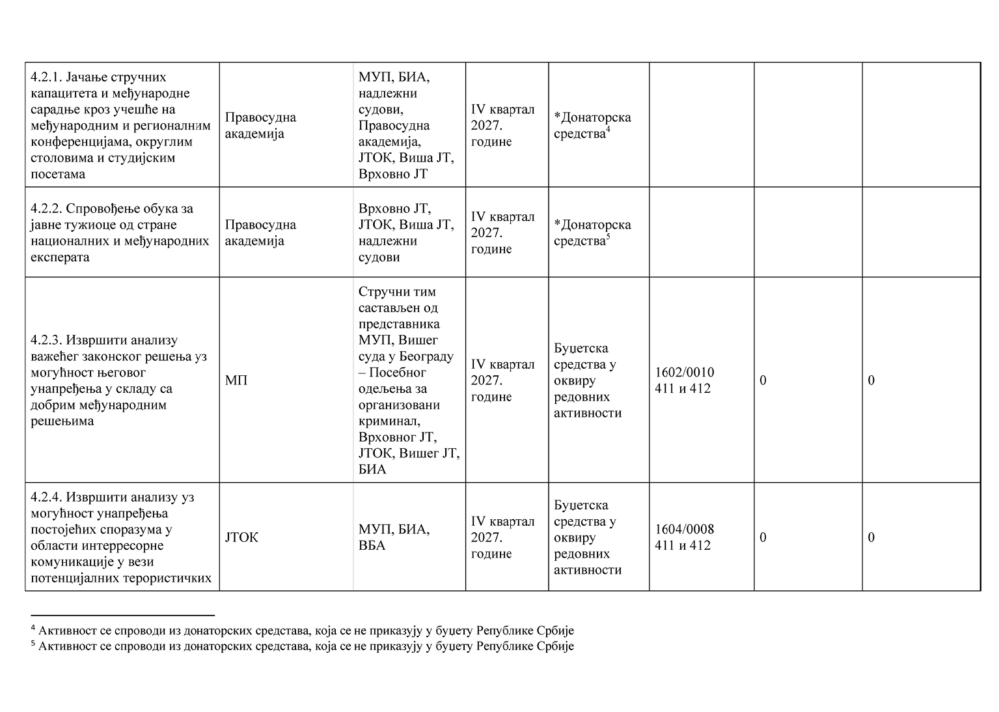 4.2.1. Јачање стручних
капацитета и међународне
сарадње кроз учешће на
међународним и регионалним
конференцијама, округлим
столовима и студијским
посетама
Правосудна
академија
МУП, БИА,
надлежни
судови,
Правосудна
академија,
ЈТОК, Виша ЈТ,
Врховно ЈТ
IV квартал
2027.
године
*Донаторска
средства4
4.2.2. Спровођење обука за
јавне тужиоце од стране
националних и међународних
експерата
Правосудна
академија
Врховно ЈТ,
ЈТОК, Виша ЈТ,
надлежни
судови
IV квартал
2027.
године
*Донаторска
средства5
4.2.3. Извршити анализу
важећег законског решења уз
могућност његовог
унапређења у складу са
добрим међународним
решењима
МП
Стручни тим
састављен од
представника
МУП, Вишег
суда у Београду
– Посебног
одељења за
организовани
криминал,
Врховног ЈТ,
ЈТОК, Вишег ЈТ,
БИА
IV квартал
2027.
године
Буџетска
средства у
оквиру
редовних
активности
1602/0010
411 и 412
0
0
4.2.4. Извршити анализу уз
могућност унапређења
постојећих споразума у
области интерресорне
комуникације у вези
потенцијалних терористичких
ЈТОК
МУП, БИА,
ВБА
IV квартал
2027.
године
Буџетска
средства у
оквиру
редовних
активности
1604/0008
411 и 412
0
0
4 Активност се спроводи из донаторских средстава, која се не приказују у буџету Републике Србије
5 Активност се спроводи из донаторских средстава, која се не приказују у буџету Републике Србије